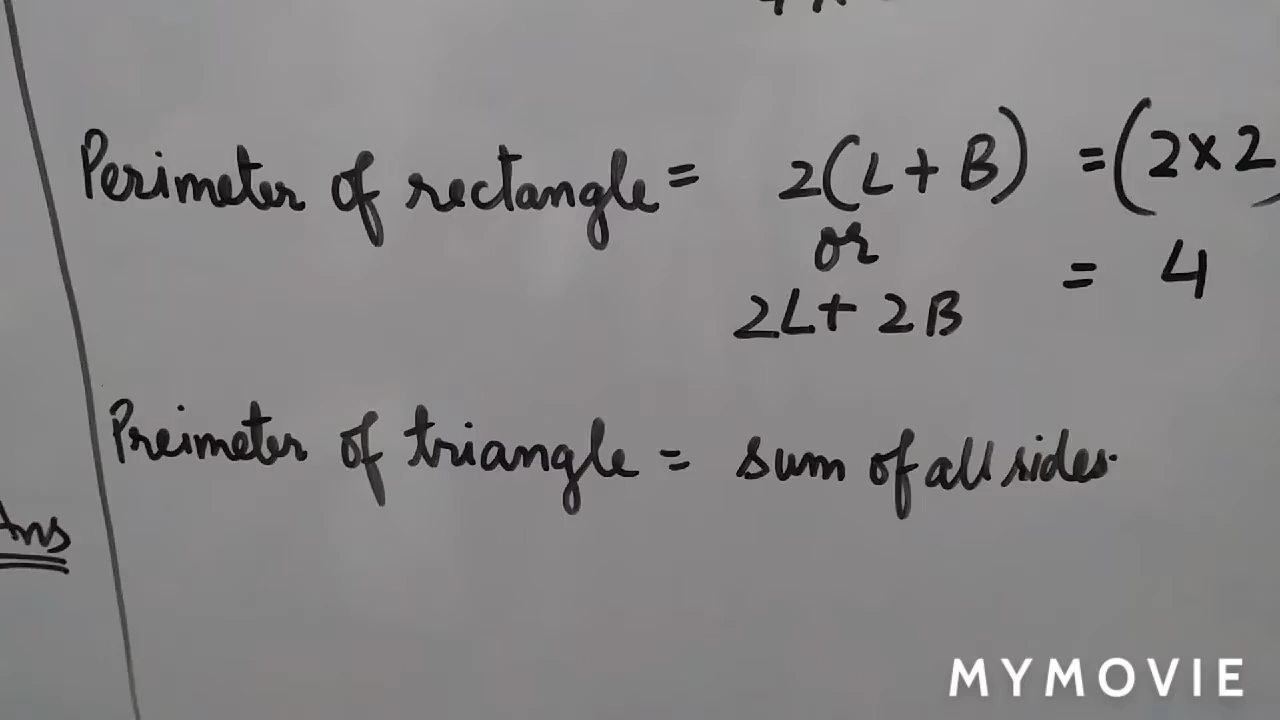 Perimeter of rectangle = 2(L + B) = (2 × 2
or
2L + 2B = 4
Preimeter of triangle = sum of all sides.
Ans
MYMOVIE